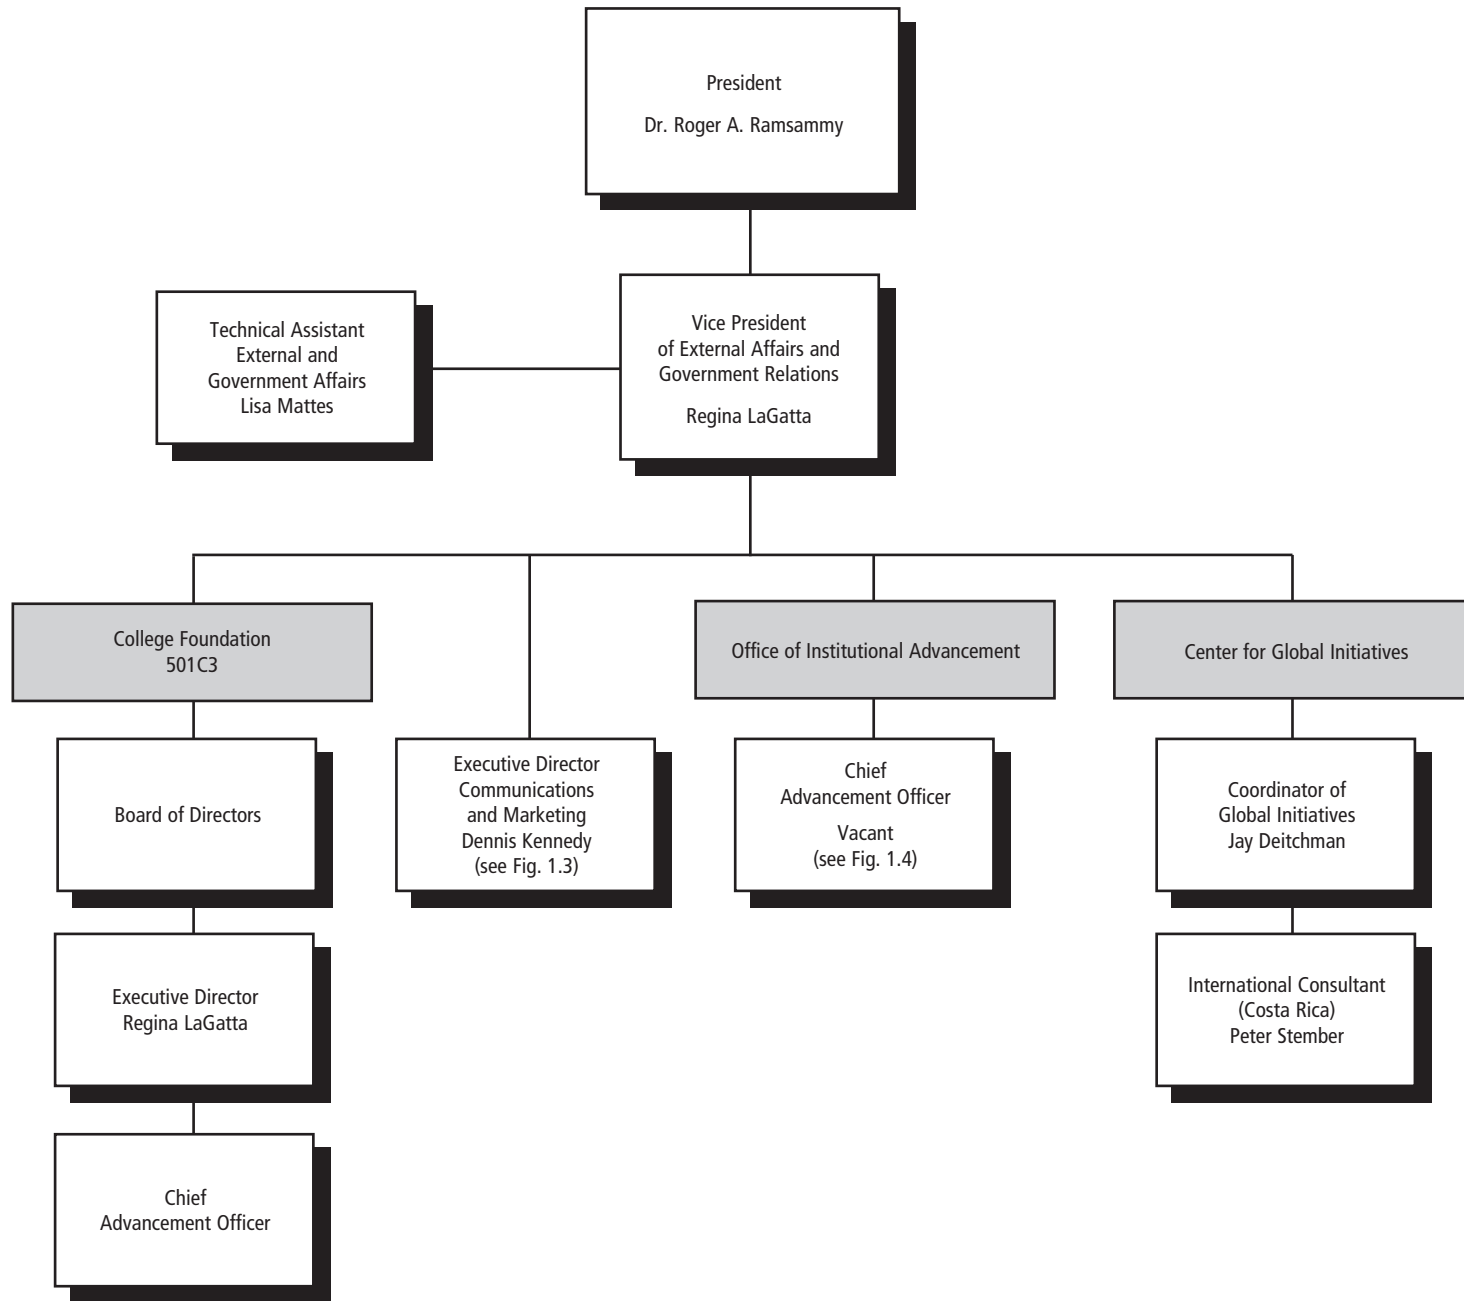 President
Dr. Roger A. Ramsammy
Technical Assistant
External and
Government Affairs
Lisa Mattes
Vice President
of External Affairs and
Government Relations
Regina LaGatta
College Foundation
501C3
Office of Institutional Advancement
Center for Global Initiatives
Board of Directors
Executive Director
Communications
and Marketing
Dennis Kennedy
(see Fig. 1.3)
Chief
Advancement Officer
Vacant
(see Fig. 1.4)
Coordinator of
Global Initiatives
Jay Deitchman
Executive Director
Regina LaGatta
International Consultant
(Costa Rica)
Peter Stember
Chief
Advancement Officer